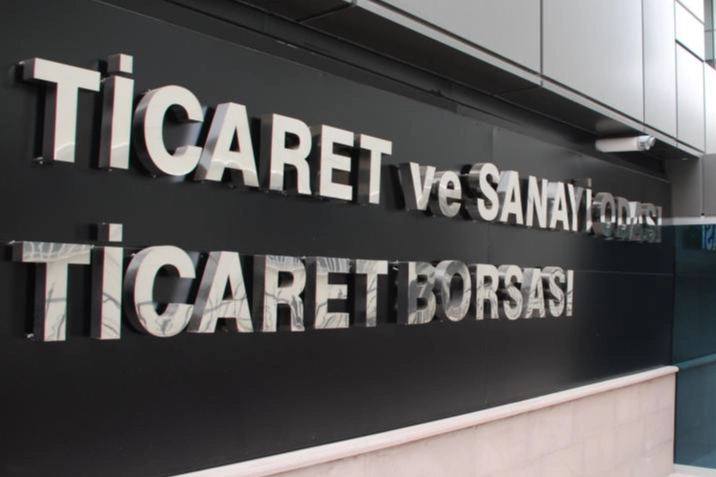 TİCARET ve SANAYİ ODASI
TİCARET BORSASI